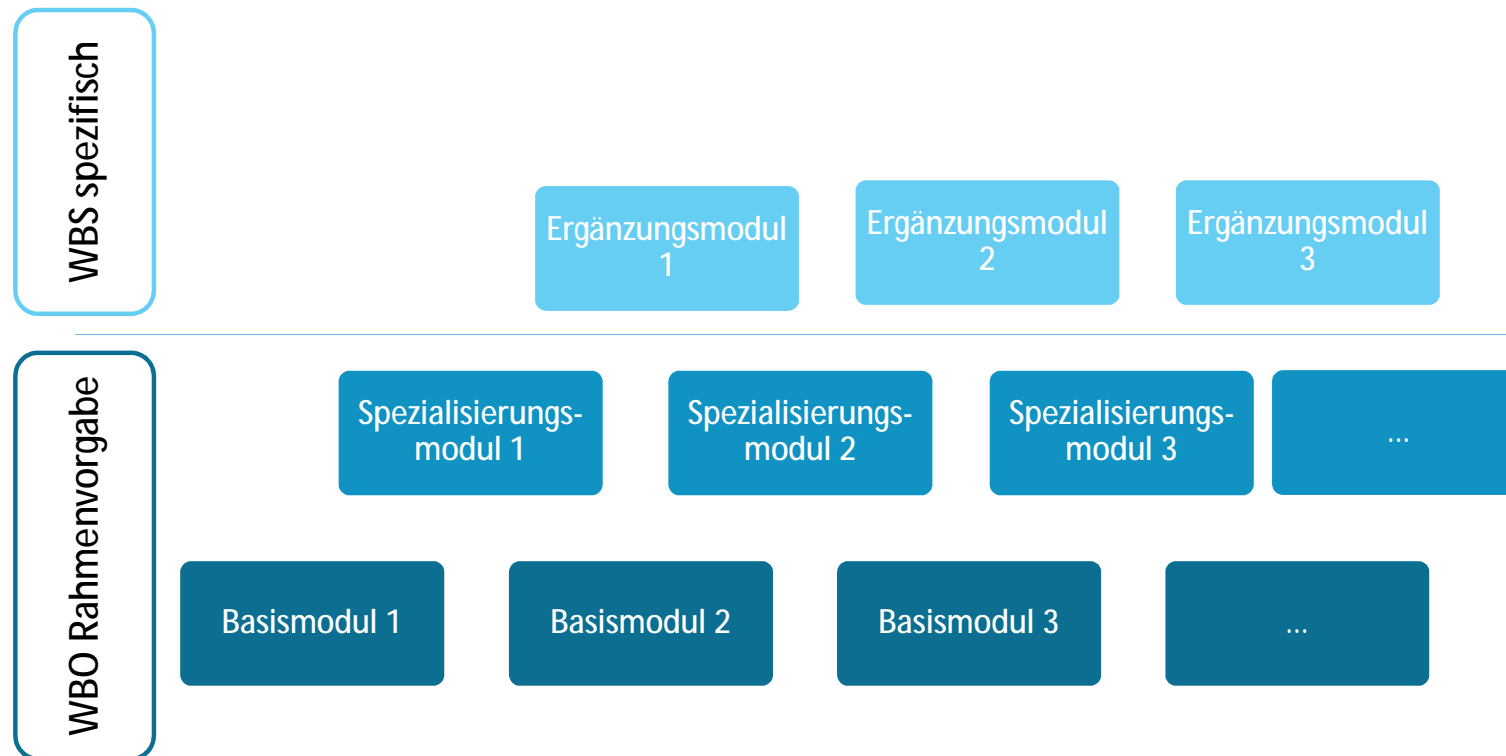 WBS spezifisch
Ergänzungsmodul
1
Ergänzungsmodul
2
Ergänzungsmodul
3
WBO Rahmenvorgabe
Spezialisierungs-
modul 1
Spezialisierungs-
modul 2
Spezialisierungs-
modul 3
...
Basismodul 1
Basismodul 2
Basismodul 3
...